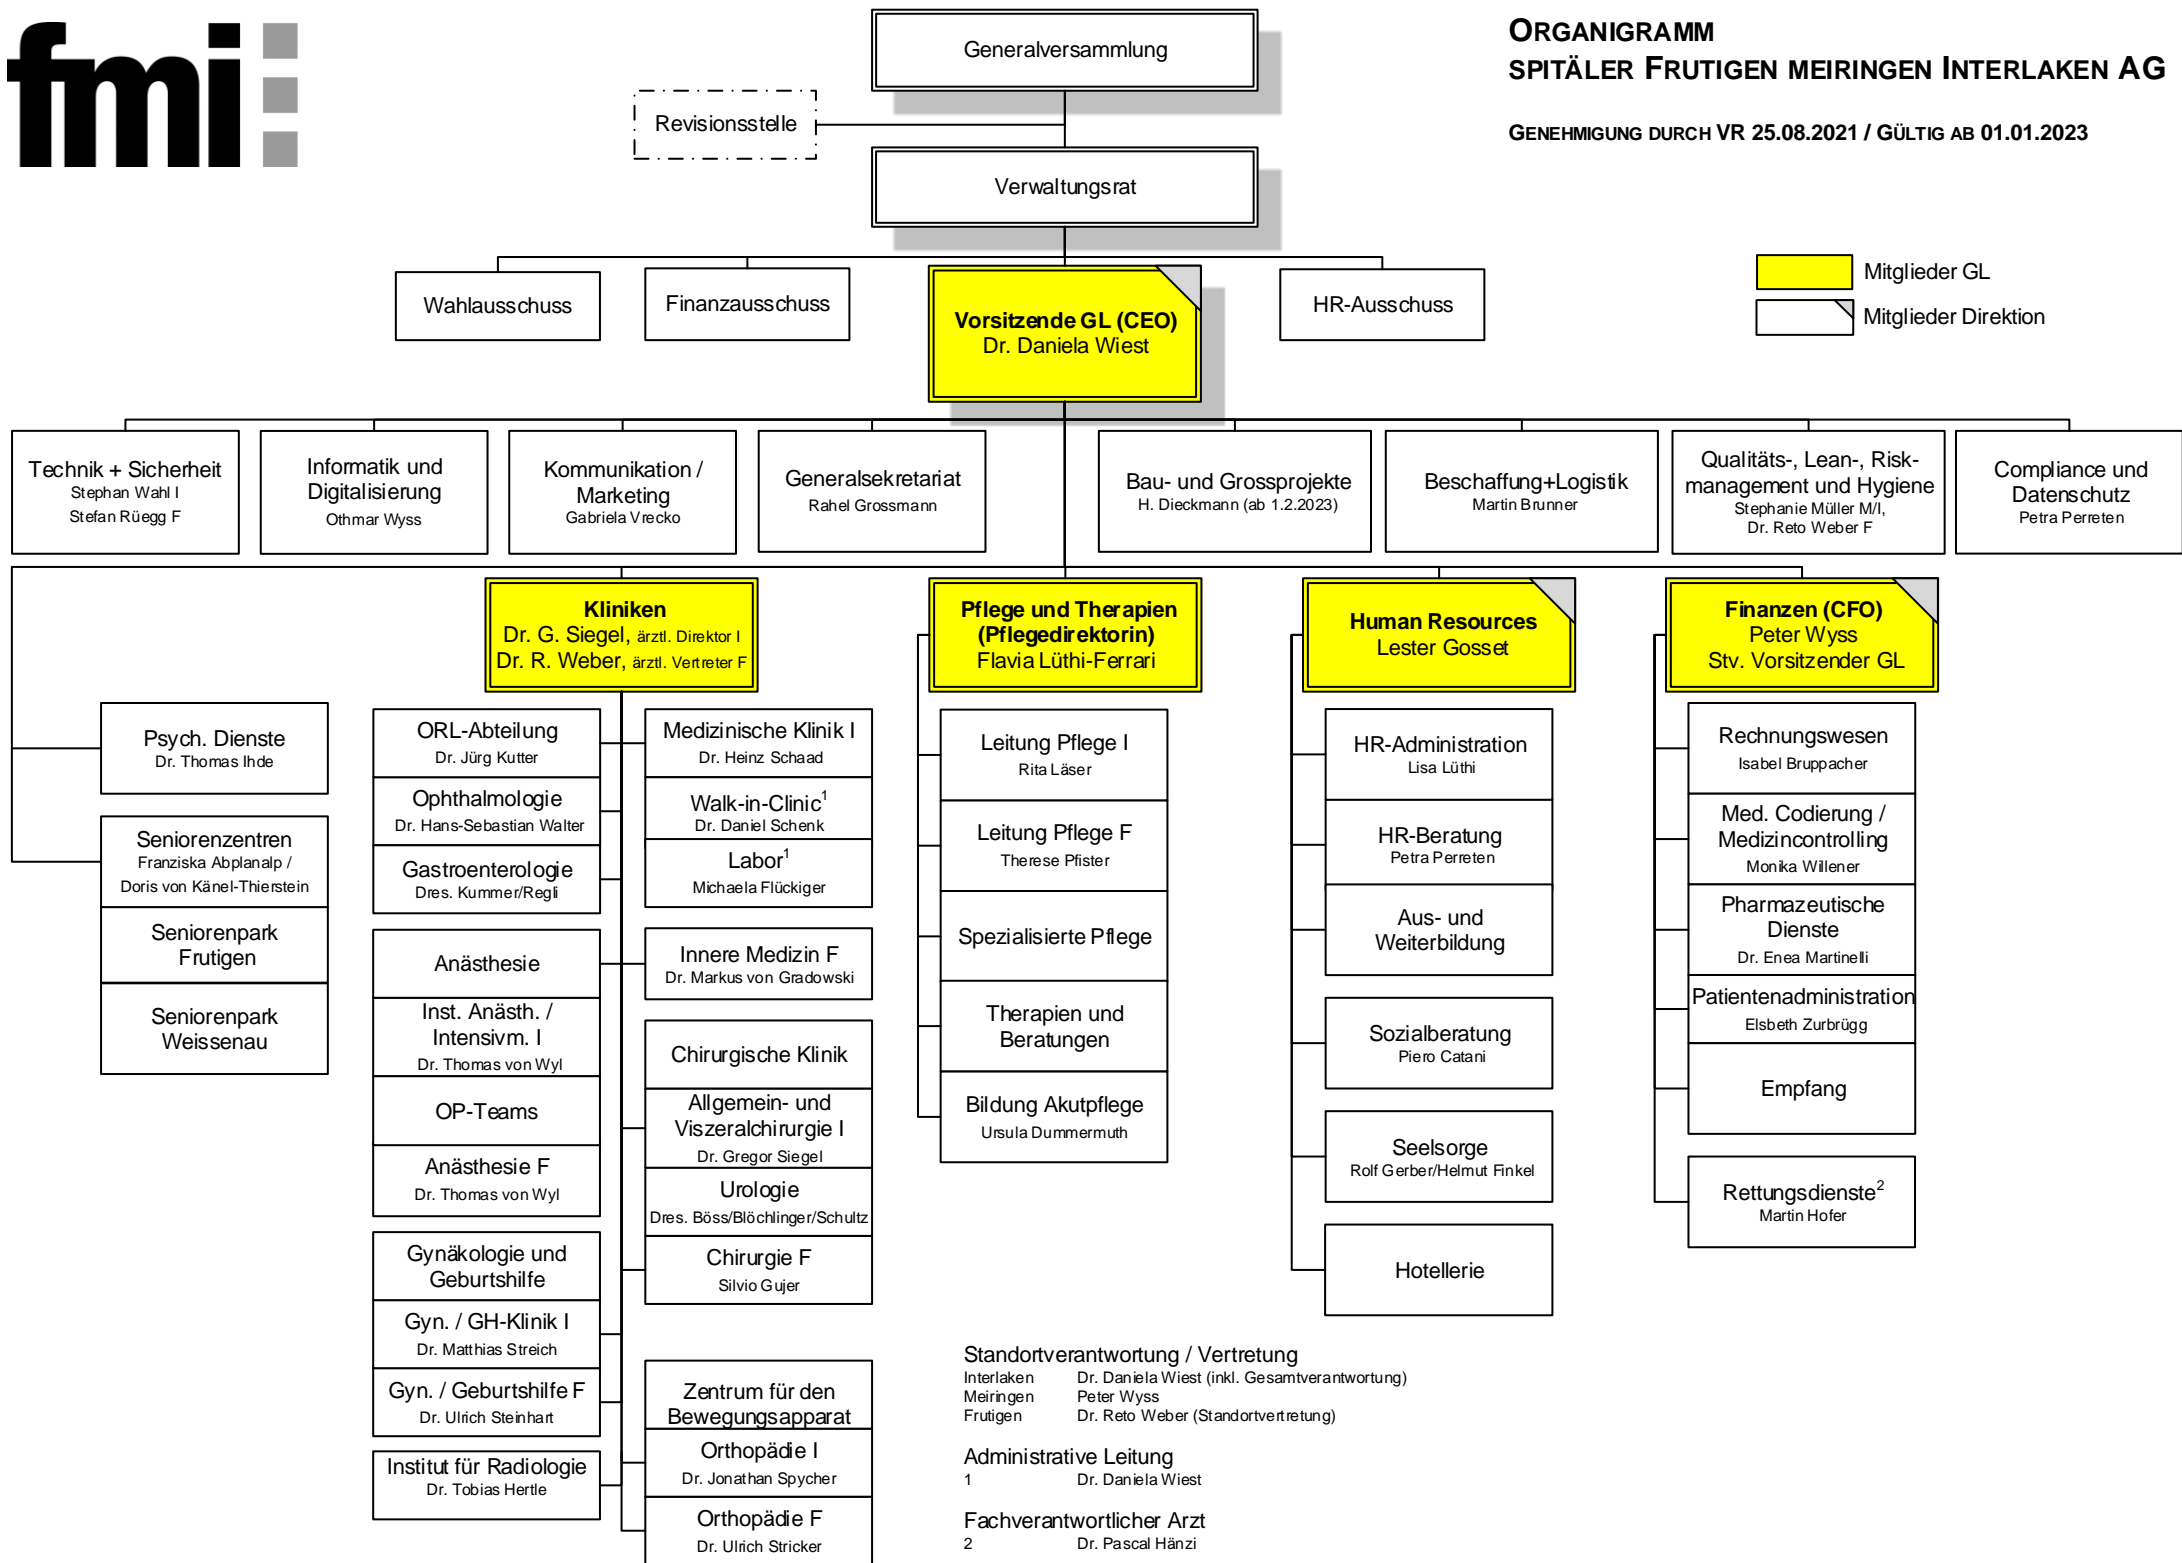 fmi
ORGANIGRAMM
SPITÄLER FRUTIGEN MEIRINGEN INTERLAKEN AG
GENEHMIGUNG DURCH VR 25.08.2021 / GÜLTIG AB 01.01.2023
Generalversammlung
Revisionsstelle
Verwaltungsrat
Mitglieder GL
Mitglieder Direktion
Wahlausschuss
Finanzausschuss
Vorsitzende GL (CEO)
Dr. Daniela Wiest
HR-Ausschuss
Technik + Sicherheit
Stephan Wahl I
Stefan Rüegg F
Informatik und
Digitalisierung
Othmar Wyss
Kommunikation /
Marketing
Gabriela Vrecko
Generalsekretariat
Rahel Grossmann
Bau- und Grossprojekte
H. Dieckmann (ab 1.2.2023)
Beschaffung+Logistik
Martin Brunner
Qualitäts-, Lean-, Risk-
management und Hygiene
Stephanie Müller M/I,
Dr. Reto Weber F
Compliance und
Datenschutz
Petra Perreten
Kliniken
Dr. G. Siegel, ärztl. Direktor I
Dr. R. Weber, ärztl. Vertreter F
Pflege und Therapien
(Pflegedirektorin)
Flavia Lüthi-Ferrari
Human Resources
Lester Gosset
Finanzen (CFO)
Peter Wyss
Stv. Vorsitzender GL
Psych. Dienste
Dr. Thomas Ihde
Seniorenzentren
Franziska Abplanalp /
Doris von Känel-Thierstein
Seniorenpark
Frutigen
Seniorenpark
Weissenau
ORL-Abteilung
Dr. Jürg Kutter
Ophthalmologie
Dr. Hans-Sebastian Walter
Gastroenterologie
Dres. Kummer/Regli
Anästhesie
Inst. Anästh. /
Intensivm. I
Dr. Thomas von Wyl
OP-Teams
Anästhesie F
Dr. Thomas von Wyl
Gynäkologie und
Geburtshilfe
Gyn. / GH-Klinik I
Dr. Matthias Streich
Gyn. / Geburtshilfe F
Dr. Ulrich Steinhart
Institut für Radiologie
Dr. Tobias Hertle
Medizinische Klinik I
Dr. Heinz Schaad
Walk-in-Clinic¹
Dr. Daniel Schenk
Labor¹
Michaela Flückiger
Innere Medizin F
Dr. Markus von Gradowski
Chirurgische Klinik
Allgemein- und
Viszeralchirurgie I
Dr. Gregor Siegel
Urologie
Dres. Böss/Blöchlinger/Schultz
Chirurgie F
Silvio Gujer
Zentrum für den
Bewegungsapparat
Orthopädie I
Dr. Jonathan Spycher
Orthopädie F
Dr. Ulrich Stricker
Leitung Pflege I
Rita Läser
Leitung Pflege F
Therese Pfister
Spezialisierte Pflege
Therapien und
Beratungen
Bildung Akutpflege
Ursula Dummermuth
HR-Administration
Lisa Lüthi
HR-Beratung
Petra Perreten
Aus- und
Weiterbildung
Sozialberatung
Piero Catani
Seelsorge
Rolf Gerber/Helmut Finkel
Hotellerie
Rechnungswesen
Isabel Bruppacher
Med. Codierung /
Medizincontrolling
Monika Willener
Pharmazeutische
Dienste
Dr. Enea Martinelli
Patientenadministration
Elsbeth Zurbrügg
Empfang
Rettungsdienste²
Martin Hofer
Standortverantwortung / Vertretung
Interlaken Dr. Daniela Wiest (inkl. Gesamtverantwortung)
Meiringen Peter Wyss
Frutigen Dr. Reto Weber (Standortvertretung)
Administrative Leitung
1 Dr. Daniela Wiest
Fachverantwortlicher Arzt
2 Dr. Pascal Hänzi